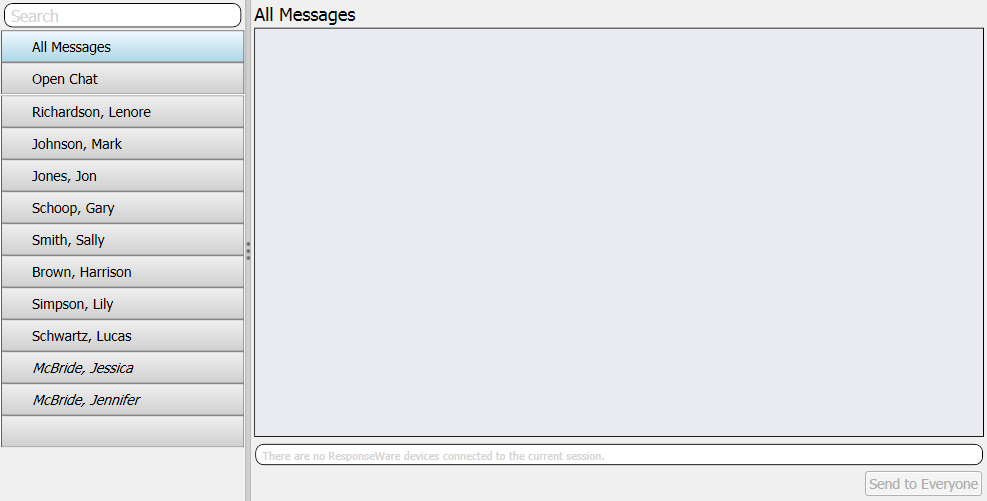 Search
All Messages
Open Chat
Richardson, Lenore
Johnson, Mark
Jones, Jon
Schoop, Gary
Smith, Sally
Brown, Harrison
Simpson, Lily
Schwartz, Lucas
McBride, Jessica
McBride, Jennifer
All Messages
There are no ResponseWare devices connected to the current session.
Send to Everyone